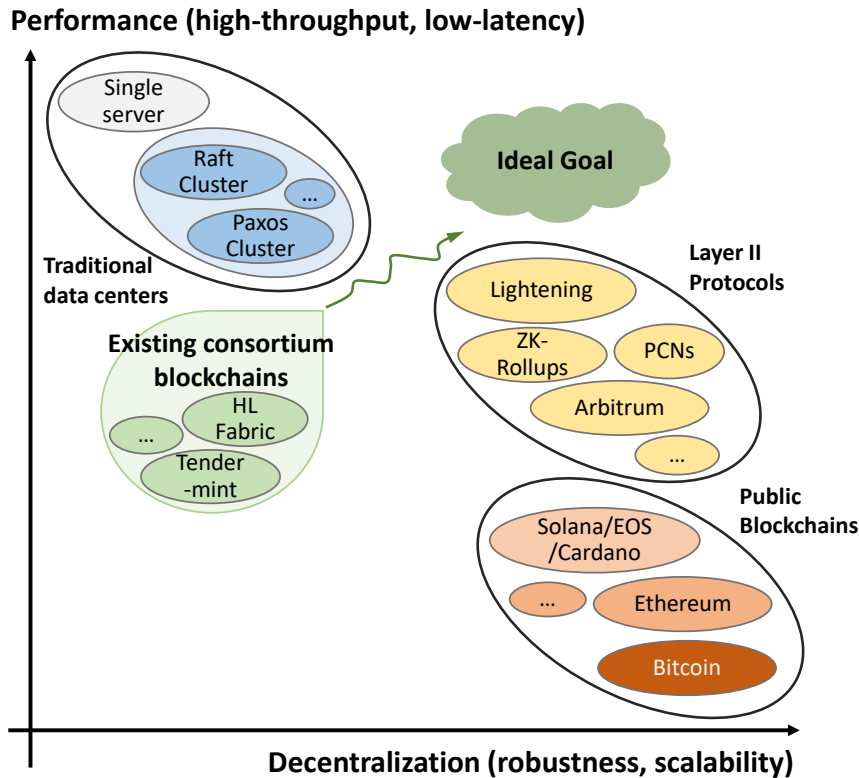 Performance (high-throughput, low-latency)
Single
server
Raft
Cluster
...
Paxos
Cluster
Traditional
data centers
Ideal Goal
Layer II
Protocols
Lightening
ZK-
Rollups
PCNs
Arbitrum
...
Existing consortium
blockchains
HL
Fabric
...
Tender
-mint
Public
Blockchains
Solana/EOS
/Cardano
...
Ethereum
Bitcoin
Decentralization (robustness, scalability)